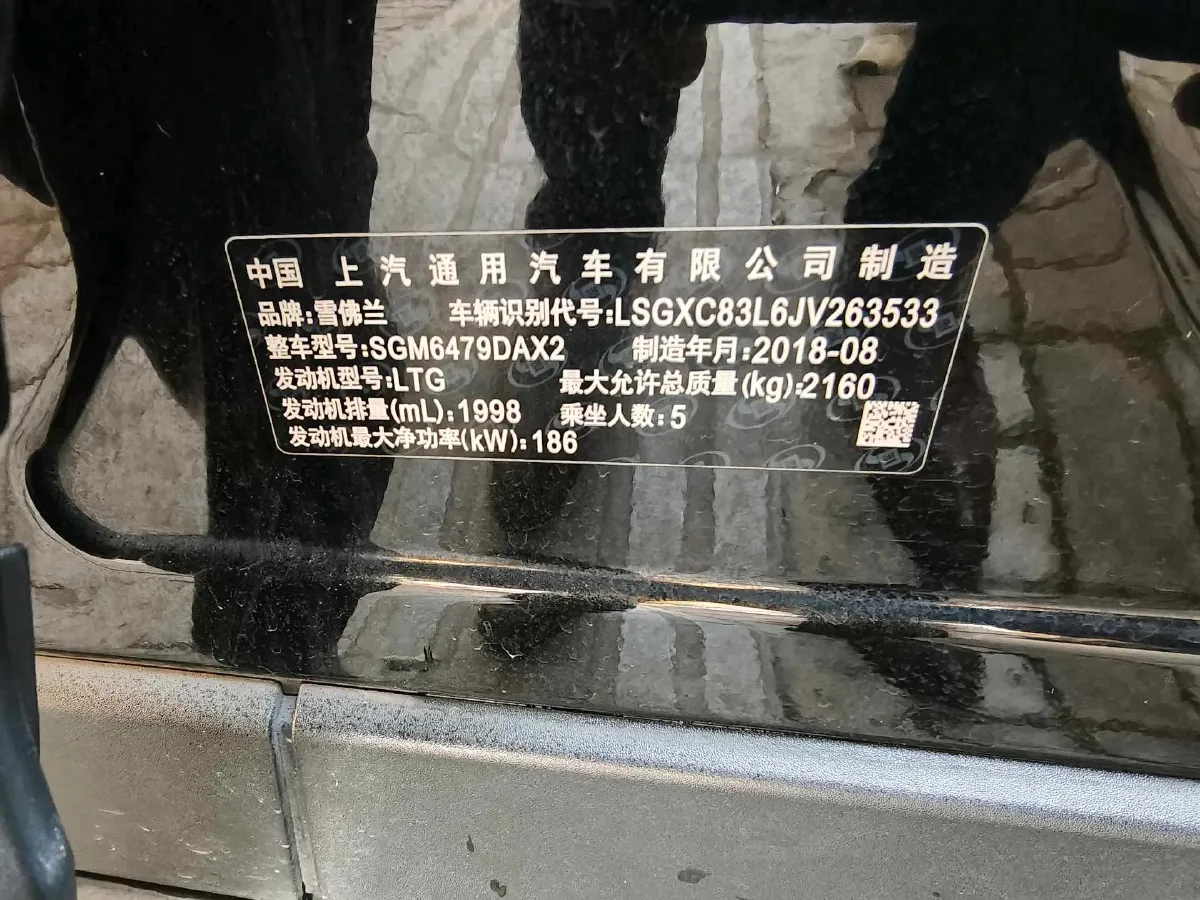 中国 上汽通用汽车有限公司制造
品牌:雪佛兰 车辆识别代号:LSGXC83L6JV263533
整车型号:SGM6479DAX2 制造年月:2018-08
发动机型号:LTG 最大允许总质量(kg):2160
发动机排量(mL):1998 乘坐人数:5
发动机最大净功率(kW):186